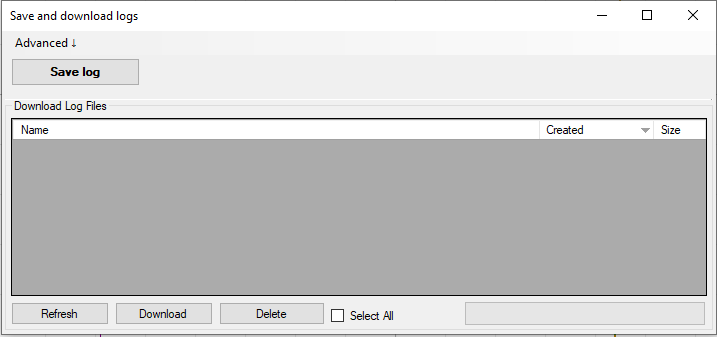 Save and download logs
Advanced ↓
Save log
Download Log Files
Name Created Size
Refresh Download Delete Select All